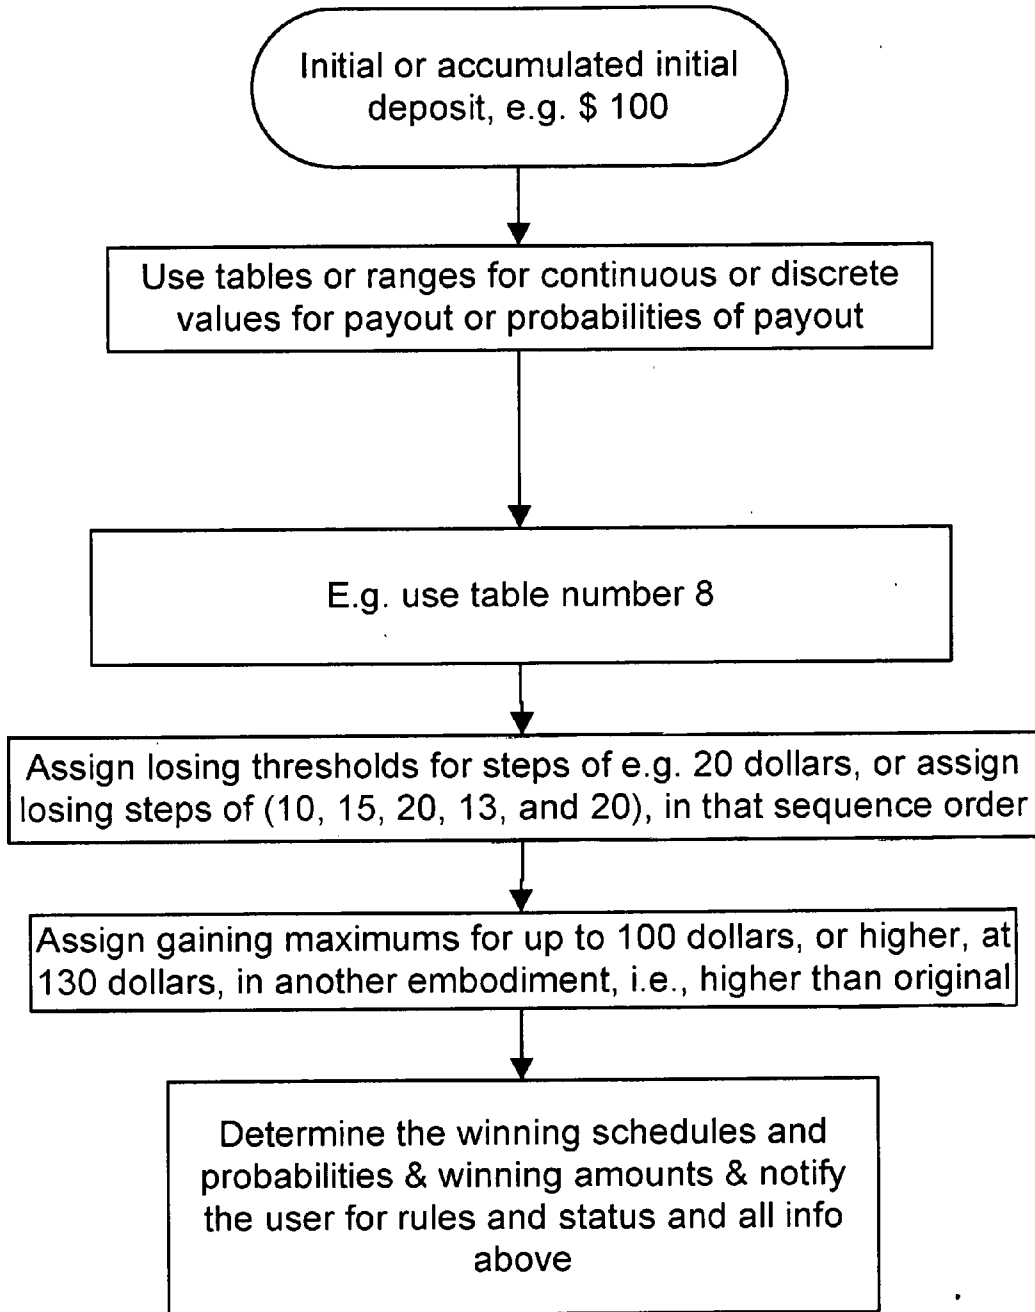 Initial or accumulated initial
deposit, e.g. $ 100
Use tables or ranges for continuous or discrete
values for payout or probabilities of payout
E.g. use table number 8
Assign losing thresholds for steps of e.g. 20 dollars, or assign
losing steps of (10, 15, 20, 13, and 20), in that sequence order
Assign gaining maximums for up to 100 dollars, or higher, at
130 dollars, in another embodiment, i.e., higher than original
Determine the winning schedules and
probabilities & winning amounts & notify
the user for rules and status and all info
above